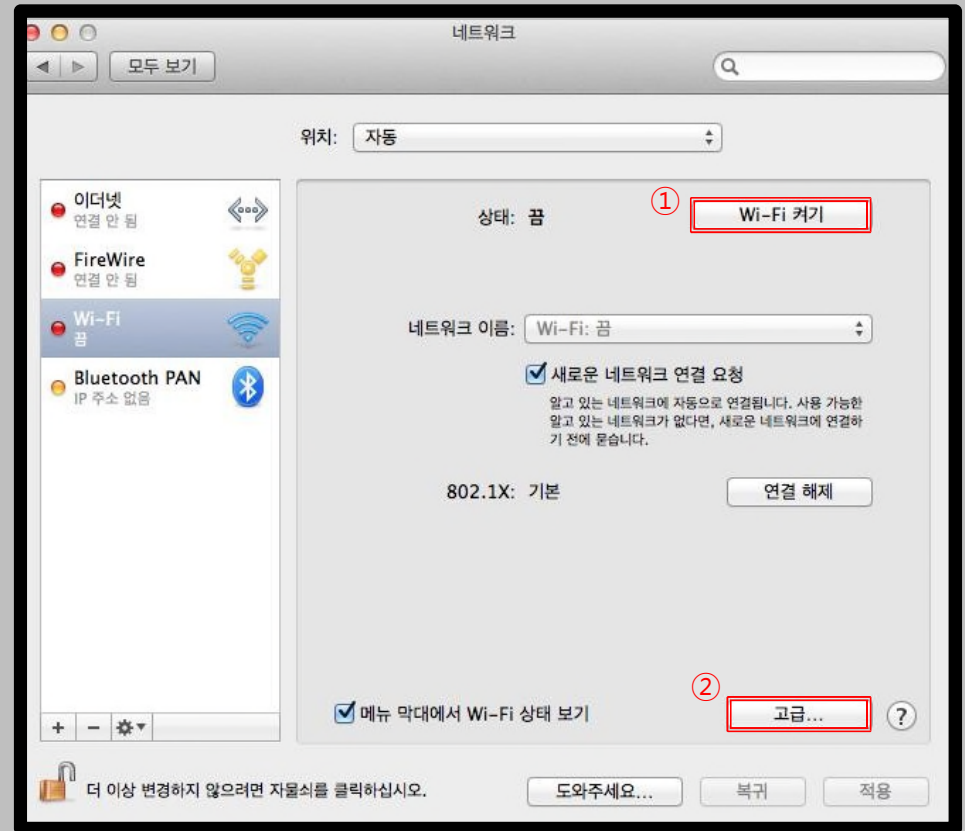 네트워크
모두 보기
위치: 자동
이더넷
연결 안 됨
FireWire
연결 안 됨
Wi-Fi
끔
Bluetooth PAN
IP 주소 없음
상태: 끔
① Wi-Fi 켜기
네트워크 이름: Wi-Fi: 끔
새로운 네트워크 연결 요청
알고 있는 네트워크에 자동으로 연결됩니다. 사용 가능한
알고 있는 네트워크가 없다면, 새로운 네트워크에 연결하
기 전에 묻습니다.
802.1X: 기본 연결 해제
메뉴 막대에서 Wi-Fi 상태 보기
② 고급... ?
+ −
더 이상 변경하지 않으려면 자물쇠를 클릭하십시오.
도와주세요... 복귀 적용